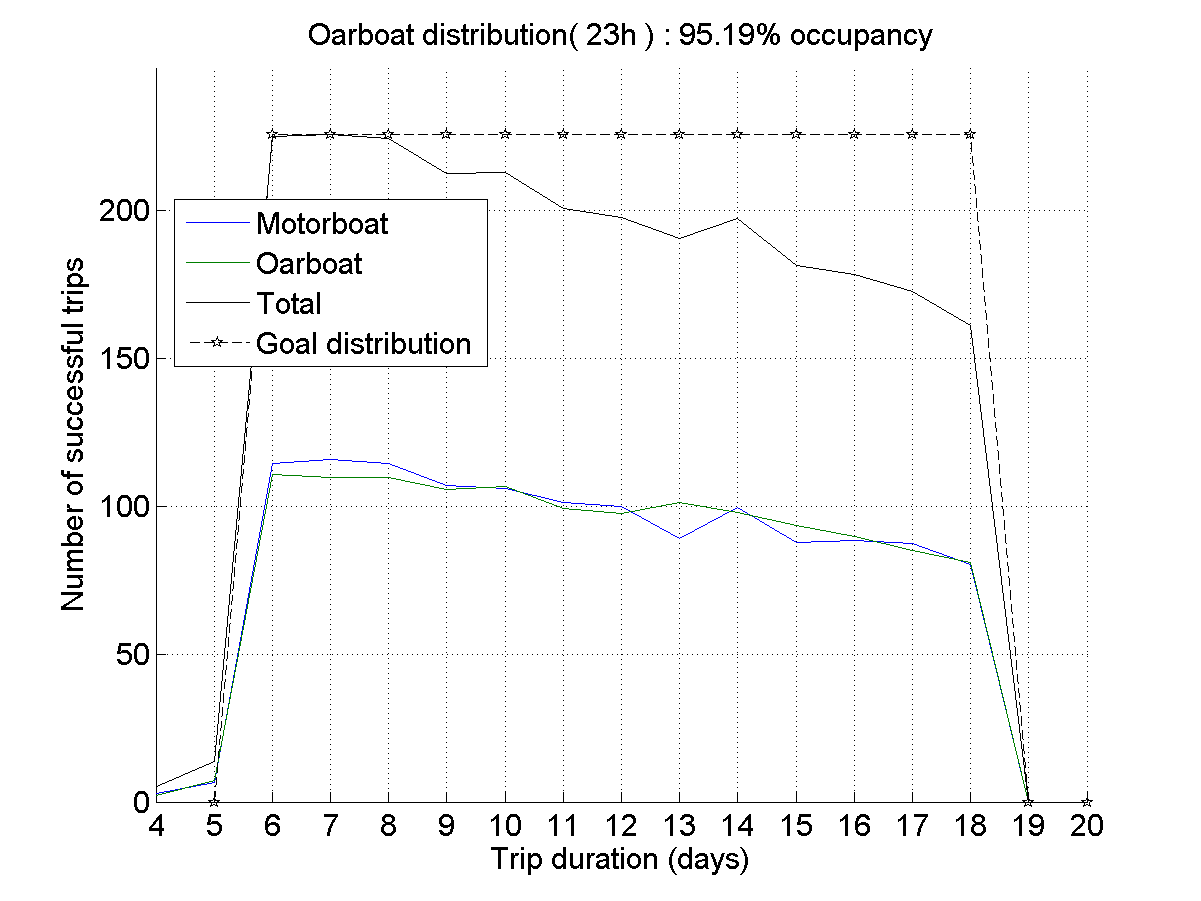 Oarboat distribution( 23h ) : 95.19% occupancy
Number of successful trips
200
150
100
50
0
Motorboat
Oarboat
Total
Goal distribution
4 5 6 7 8 9 10 11 12 13 14 15 16 17 18 19 20
Trip duration (days)